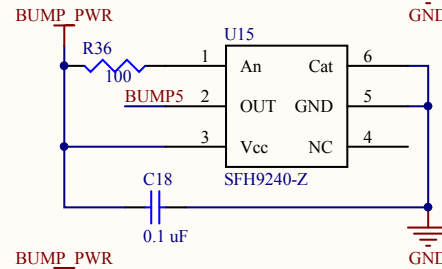 BUMP_PWR
GND
U15
R36
100
1
An
Cat
6
BUMP5
2
OUT
GND
5
3
Vcc
NC
4
C18
SFH9240-Z
0.1 uF
BUMP_PWR
GND